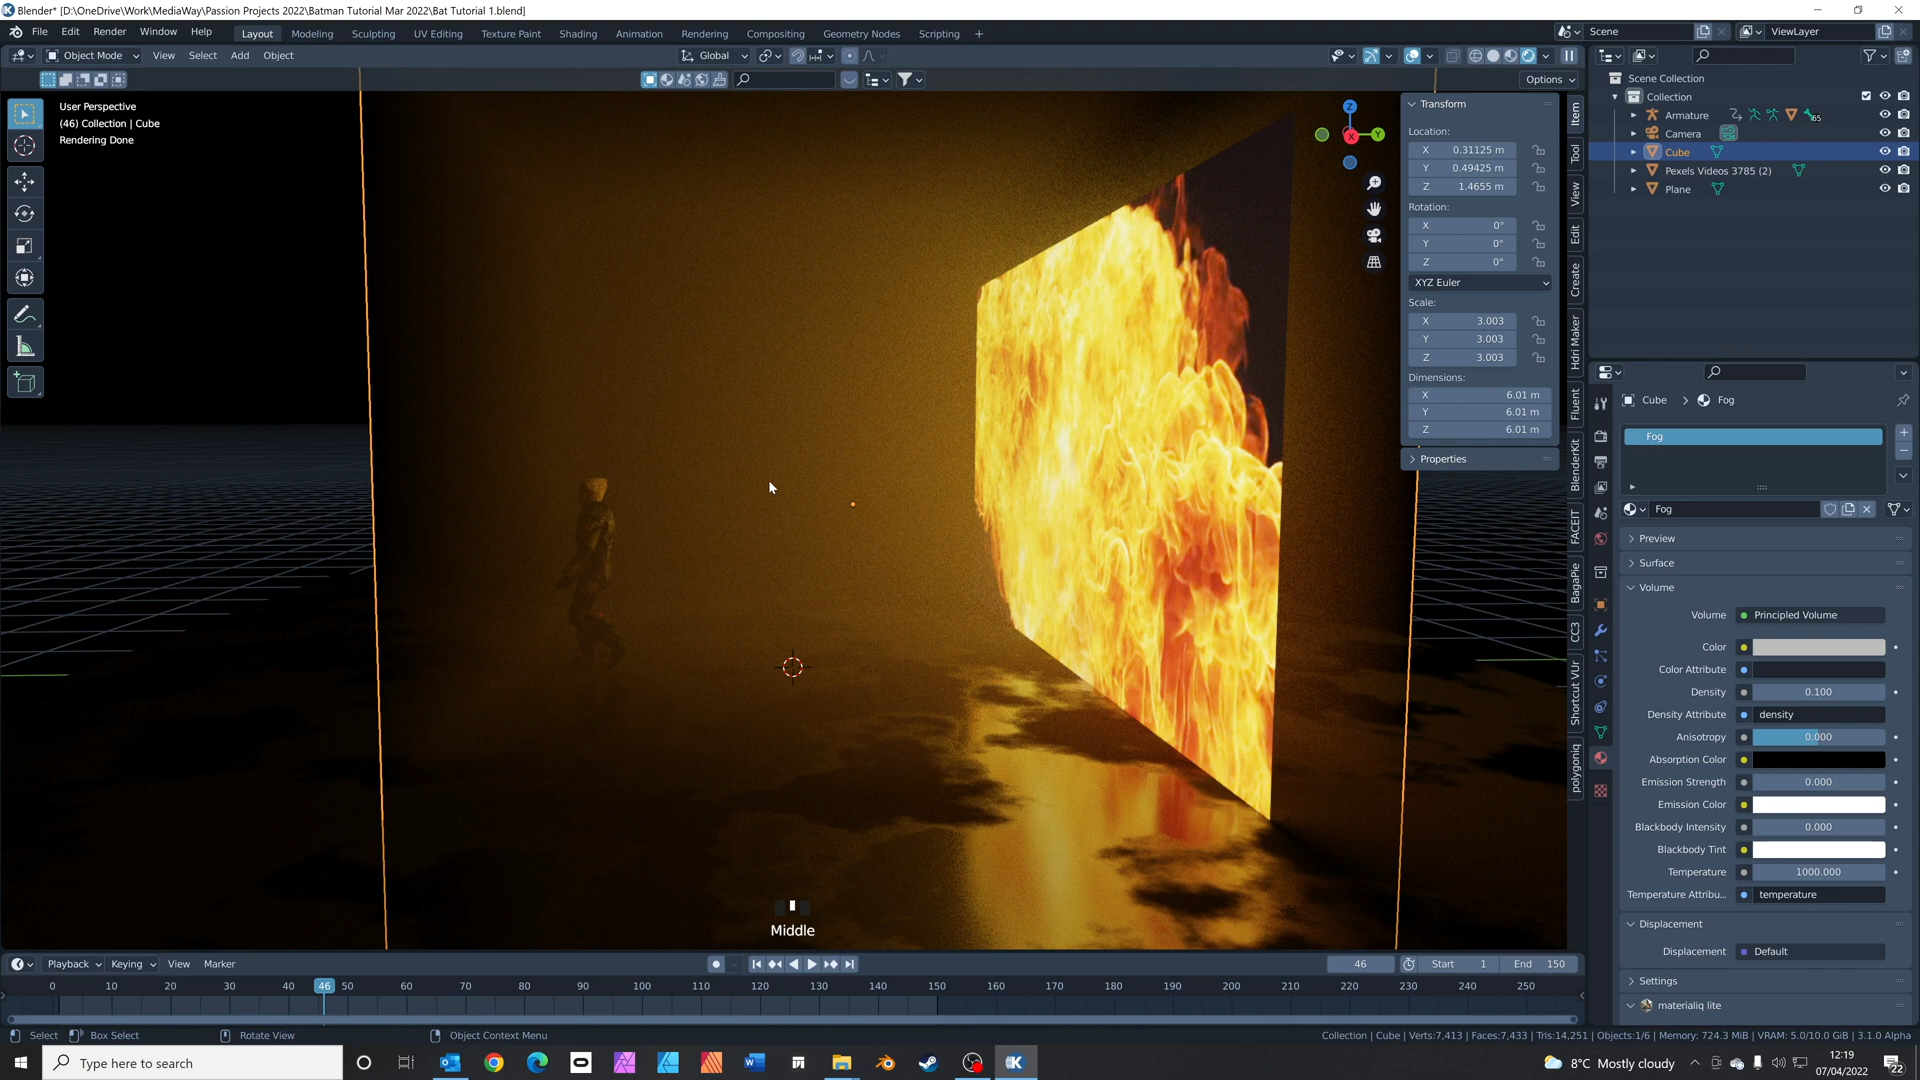 Blender* [D:\OneDrive\Work\MediaWay\Passion Projects 2022\Batman Tutorial Mar 2022\Bat Tutorial 1.blend]
File Edit Render Window Help Layout Modeling Sculpting UV Editing Texture Paint Shading Animation Rendering Compositing Geometry Nodes Scripting + Scene ViewLayer
Object Mode View Select Add Object Global
Options
User Perspective
(46) Collection | Cube
Rendering Done
Transform
Location:
X 0.31125 m
Y 0.49425 m
Z 1.4655 m
Rotation:
X 0°
Y 0°
Z 0°
XYZ Euler
Scale:
X 3.003
Y 3.003
Z 3.003
Dimensions:
X 6.01 m
Y 6.01 m
Z 6.01 m
Properties
Z
Y
X
Item
Tool
View
Edit
Create
Hdri Maker
Fluent
BlenderKit
FACEIT
BagaPie
CC3
Shortcut VUr
polygoniq
Scene Collection
Collection
Armature 65
Camera
Cube
Pexels Videos 3785 (2)
Plane
Cube > Fog
Fog
Fog
Preview
Surface
Volume
Volume Principled Volume
Color
Color Attribute
Density 0.100
Density Attribute density
Anisotropy 0.000
Absorption Color
Emission Strength 0.000
Emission Color
Blackbody Intensity 0.000
Blackbody Tint
Temperature 1000.000
Temperature Attribu... temperature
Displacement
Displacement Default
Settings
materialiq lite
Middle
Playback Keying View Marker 46 Start 1 End 150
0 10 20 30 40 46 50 60 70 80 90 100 110 120 130 140 150 160 170 180 190 200 210 220 230 240 250
Select Box Select Rotate View Object Context Menu Collection | Cube | Verts:7,413 | Faces:7,433 | Tris:14,251 | Objects:1/6 | Memory: 724.3 MiB | VRAM: 5.0/10.0 GiB | 3.1.0 Alpha
Type here to search 8°C Mostly cloudy 12:19
07/04/2022 22